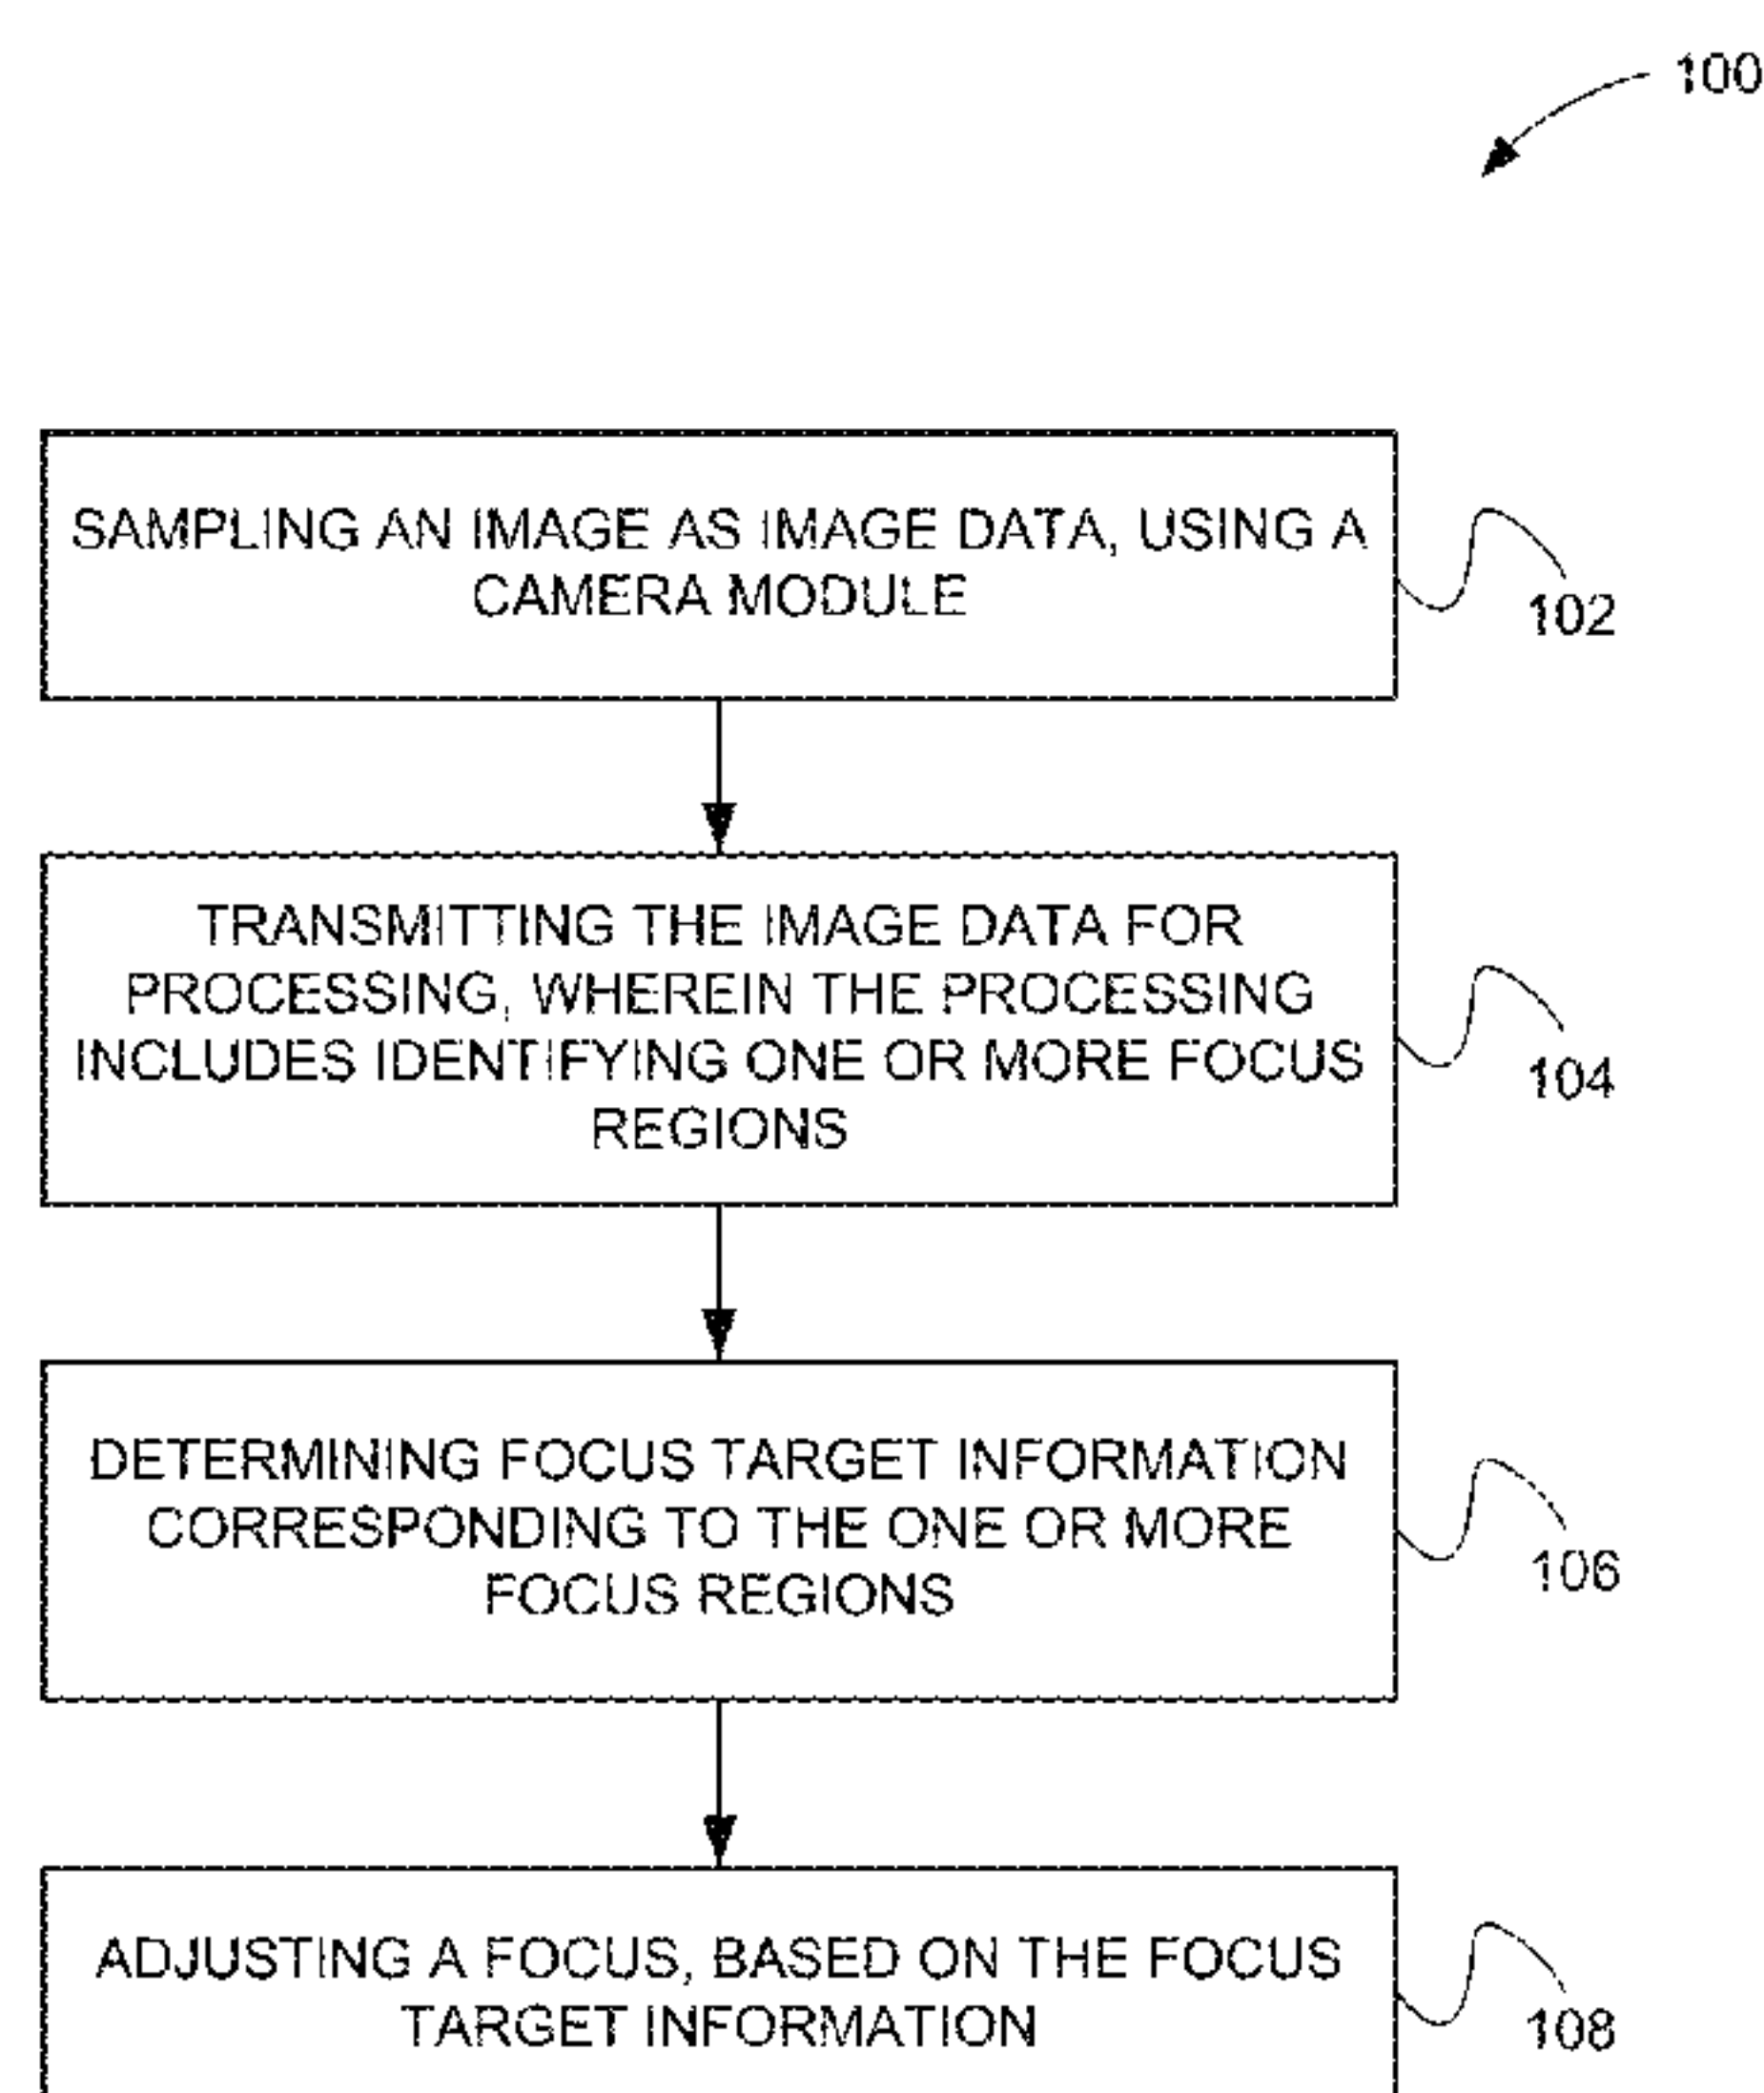 100
SAMPLING AN IMAGE AS IMAGE DATA, USING A
CAMERA MODULE
102
TRANSMITTING THE IMAGE DATA FOR
PROCESSING, WHEREIN THE PROCESSING
INCLUDES IDENTIFYING ONE OR MORE FOCUS
REGIONS
104
DETERMINING FOCUS TARGET INFORMATION
CORRESPONDING TO THE ONE OR MORE
FOCUS REGIONS
106
ADJUSTING A FOCUS, BASED ON THE FOCUS
TARGET INFORMATION
108